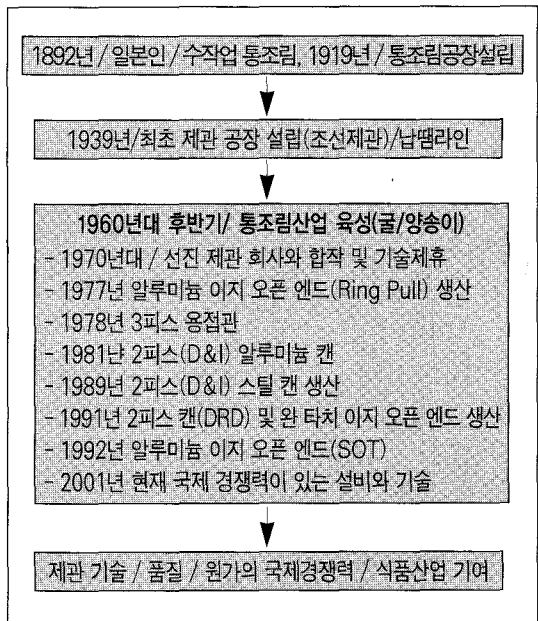 1892년 / 일본인 / 수작업 통조림, 1919년 / 통조림공장설립
1939년/최초 제관 공장 설립(조선제관)/납땜라인
1960년대 후반기/ 통조림산업 육성(굴/양송이)
- 1970년대 / 선진 제관 회사와 합작 및 기술제휴
- 1977년 알루미늄 이지 오픈 엔드(Ring Pull) 생산
- 1978년 3피스 용접관
- 1981냔 2피스(D&I) 알루미늄 캔
- 1989년 2피스(D&I) 스틸 캔 생산
- 1991년 2피스 캔(DRD) 및 완 타치 이지 오픈 엔드 생산
- 1992년 알루미늄 이지 오픈 엔드(SOT)
- 2001년 현재 국제 경쟁력이 있는 설비와 기술
제관 기술 / 품질 / 원가의 국제경쟁력 / 식품산업 기여